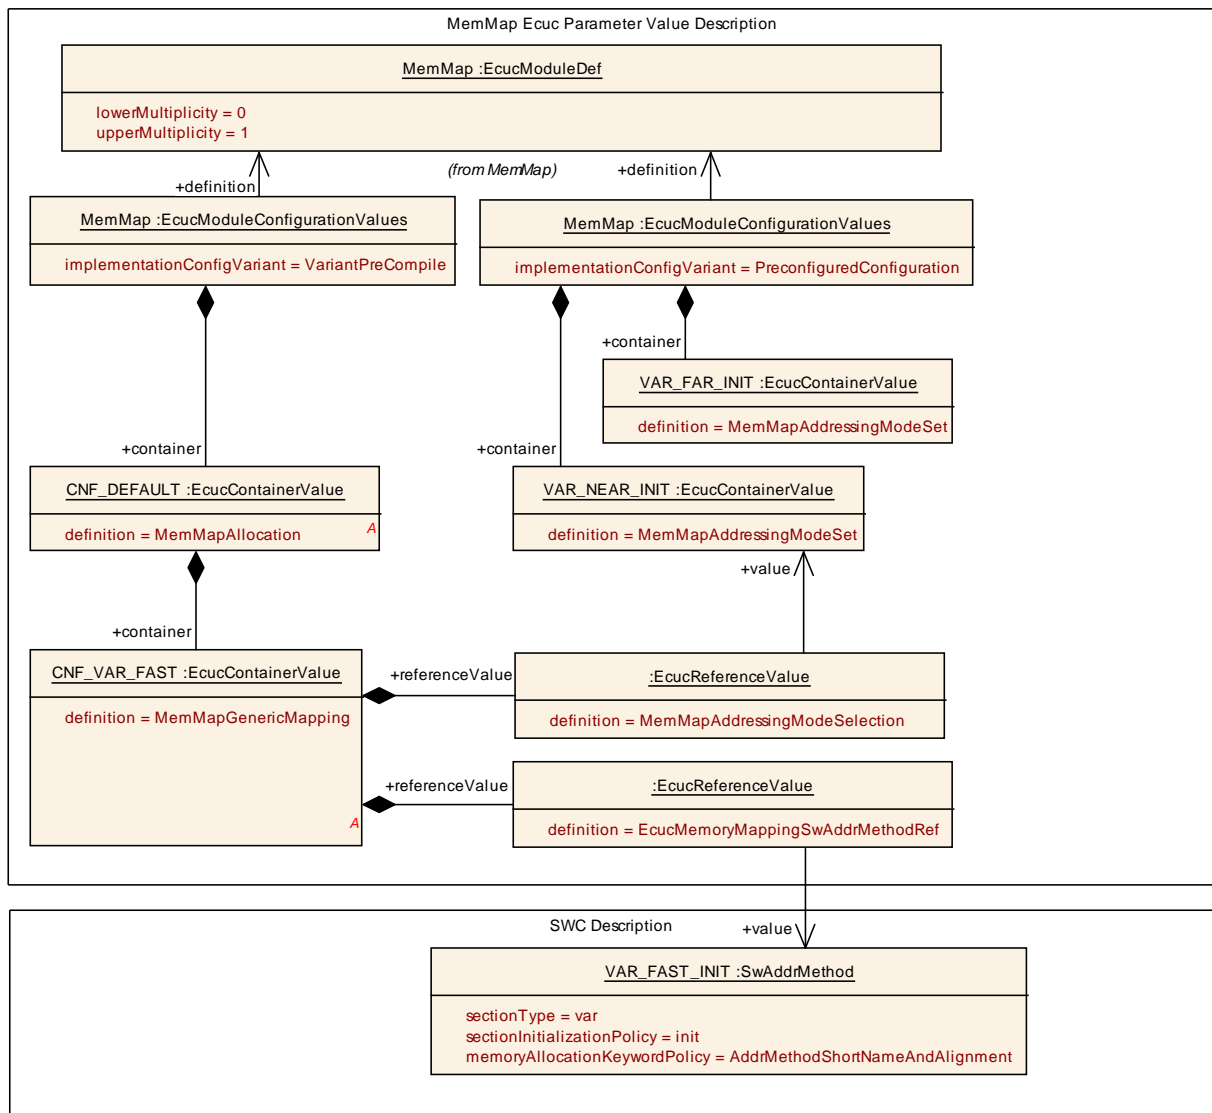 MemMap Ecuc Parameter Value Description
MemMap :EcucModuleDef
lowerMultiplicity = 0
upperMultiplicity = 1
(from MemMap)
+definition
+definition
MemMap :EcucModuleConfigurationValues
implementationConfigVariant = VariantPreCompile
MemMap :EcucModuleConfigurationValues
implementationConfigVariant = PreconfiguredConfiguration
+container
VAR_FAR_INIT :EcucContainerValue
definition = MemMapAddressingModeSet
+container
+container
CNF_DEFAULT :EcucContainerValue
definition = MemMapAllocation
A
VAR_NEAR_INIT :EcucContainerValue
definition = MemMapAddressingModeSet
+value
+container
CNF_VAR_FAST :EcucContainerValue
definition = MemMapGenericMapping
A
+referenceValue
:EcucReferenceValue
definition = MemMapAddressingModeSelection
+referenceValue
:EcucReferenceValue
definition = EcucMemoryMappingSwAddrMethodRef
SWC Description
+value
VAR_FAST_INIT :SwAddrMethod
sectionType = var
sectionInitializationPolicy = init
memoryAllocationKeywordPolicy = AddrMethodShortNameAndAlignment